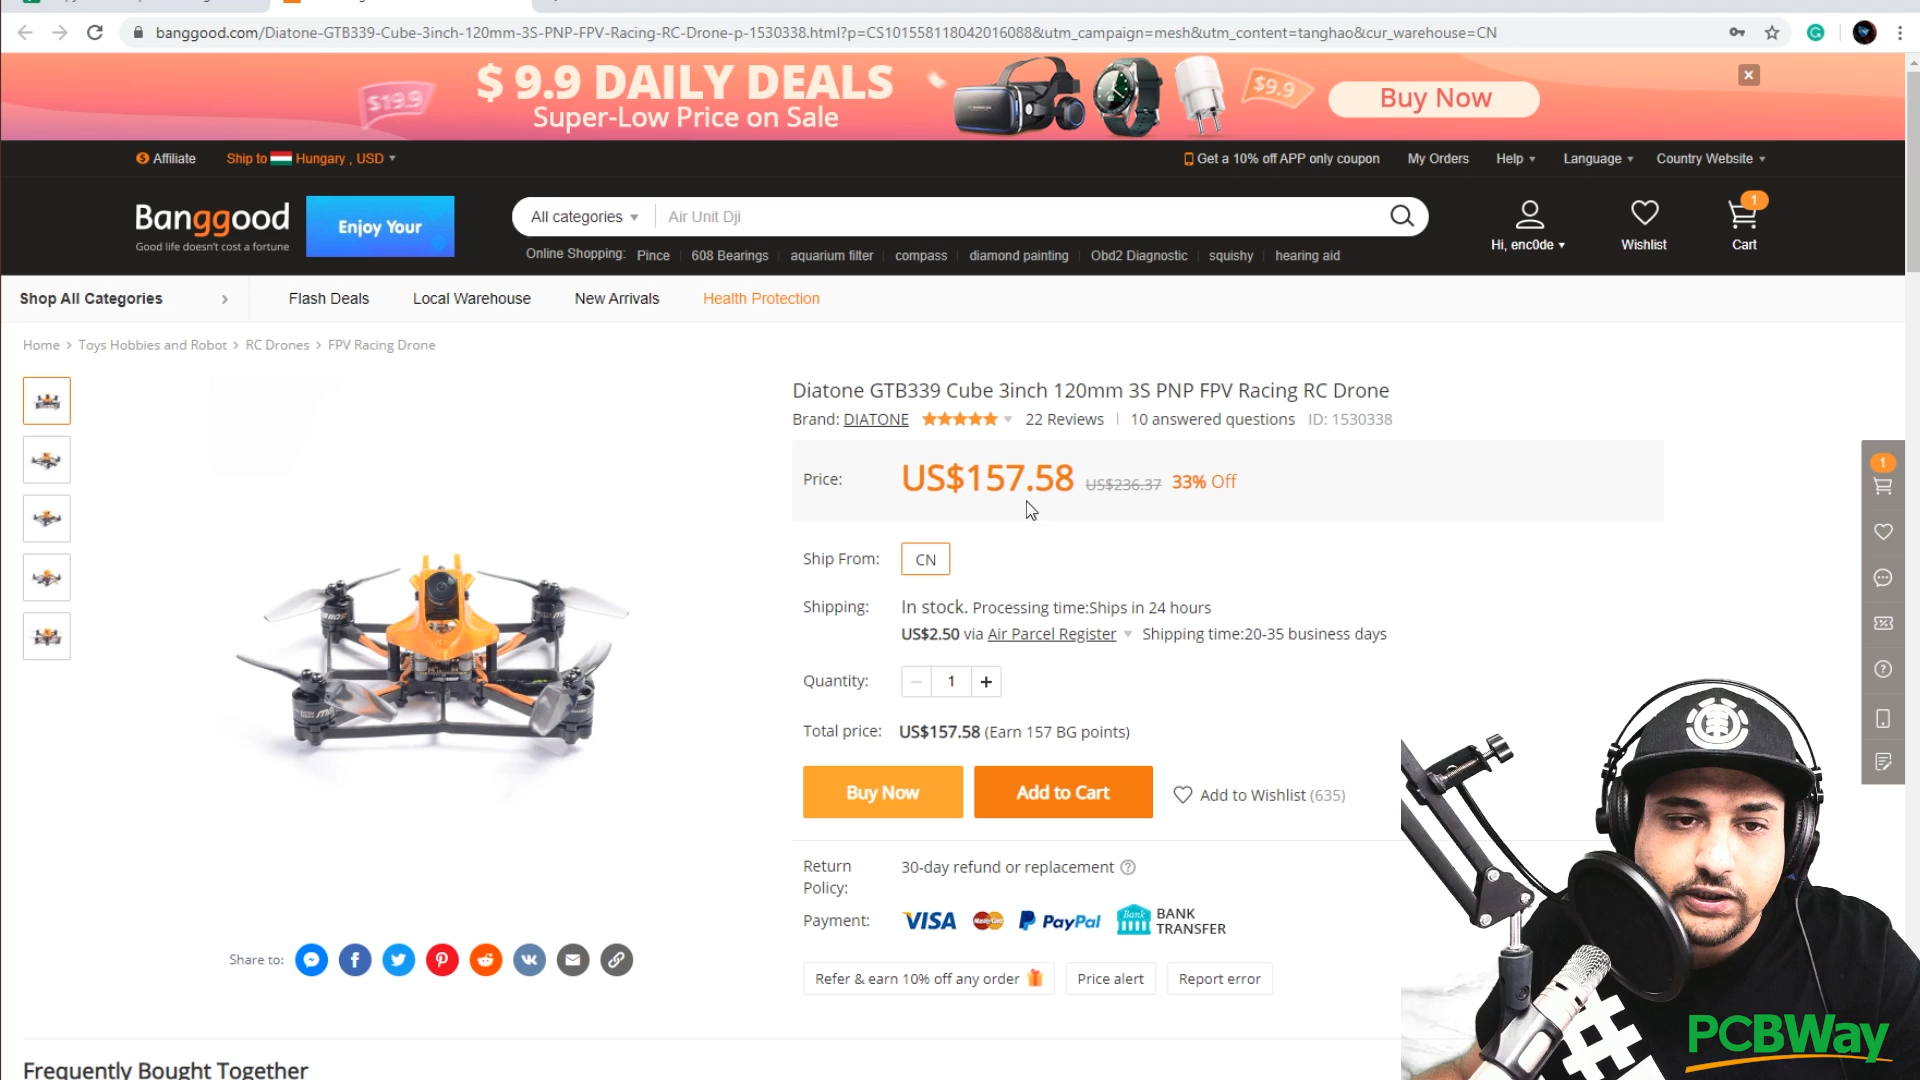 banggood.com/Diatone-GTB339-Cube-3inch-120mm-3S-PNP-FPV-Racing-RC-Drone-p-1530338.html?p=CS101558118042016088&utm_campaign=mesh&utm_content=tanghao&cur_warehouse=CN
$19.9
$ 9.9 DAILY DEALS
Super-Low Price on Sale
$9.9
Buy Now
Affiliate
Ship to Hungary , USD
Get a 10% off APP only coupon
My Orders
Help
Language
Country Website
Banggood
Good life doesn't cost a fortune
Enjoy Your
All categories
Air Unit Dji
Online Shopping: Pince 608 Bearings aquarium filter compass diamond painting Obd2 Diagnostic squishy hearing aid
Hi, enc0de
Wishlist
1
Cart
Shop All Categories
Flash Deals
Local Warehouse
New Arrivals
Health Protection
Home > Toys Hobbies and Robot > RC Drones > FPV Racing Drone
Diatone GTB339 Cube 3inch 120mm 3S PNP FPV Racing RC Drone
Brand: DIATONE 22 Reviews 10 answered questions ID: 1530338
Price: US$157.58 US$236.37 33% Off
Ship From: CN
Shipping: In stock. Processing time:Ships in 24 hours
US$2.50 via Air Parcel Register Shipping time:20-35 business days
Quantity: 1
Total price: US$157.58 (Earn 157 BG points)
Buy Now
Add to Cart
Add to Wishlist (635)
Return Policy: 30-day refund or replacement
Payment: VISA MasterCard PayPal Bank BANK TRANSFER
Share to:
Refer & earn 10% off any order
Price alert
Report error
1
Frequently Bought Together
#
PCBWay